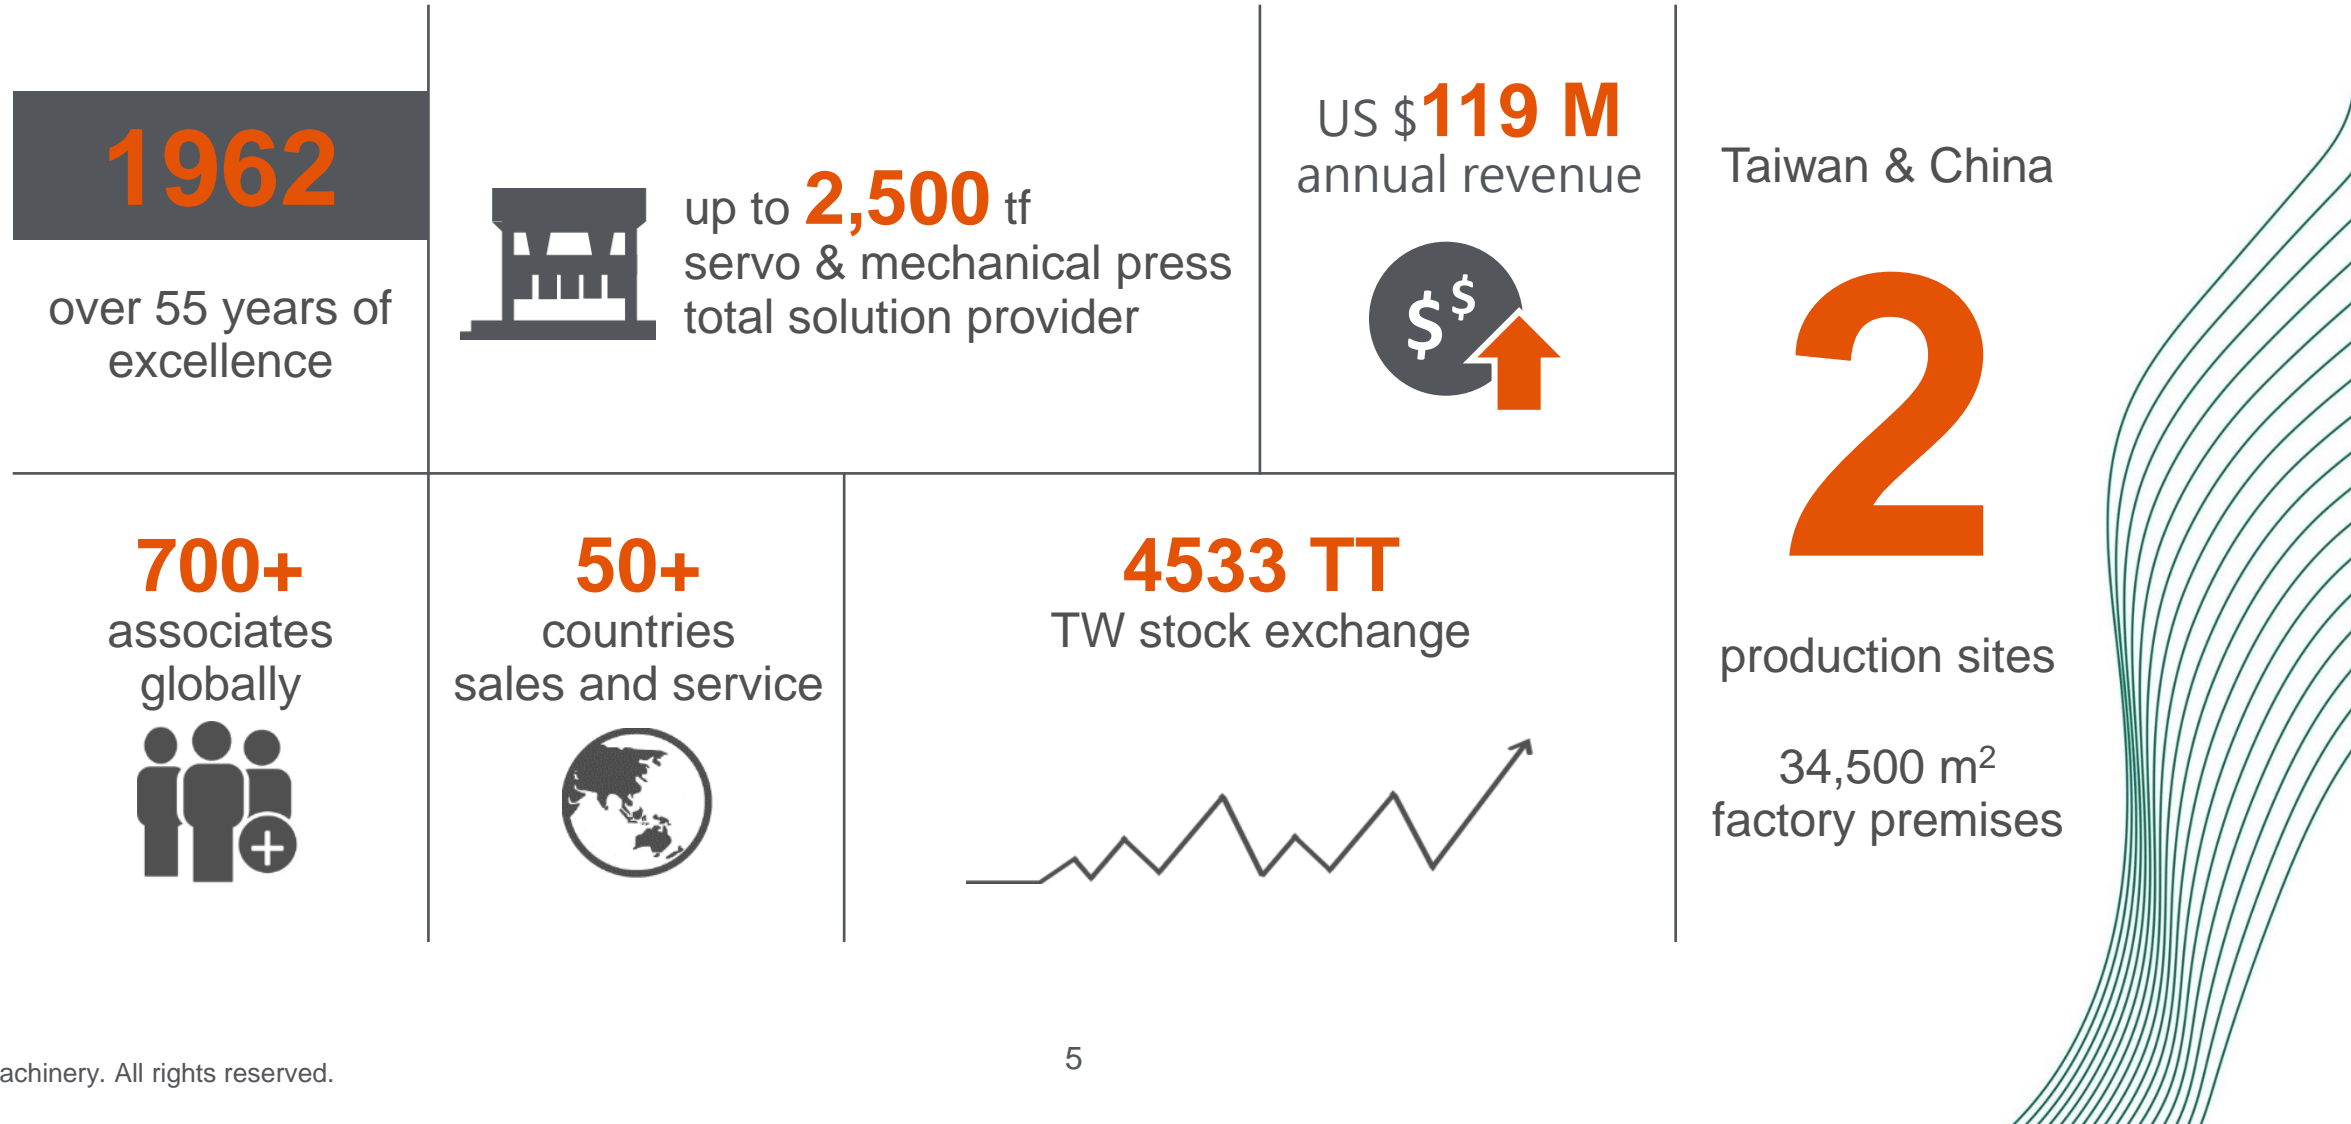 1962
over 55 years of
excellence
up to 2,500 tf
servo & mechanical press
total solution provider
US $119 M
annual revenue
$$
Taiwan & China
2
production sites
34,500 m²
factory premises
700+
associates
globally
50+
countries
sales and service
4533 TT
TW stock exchange
achinery. All rights reserved.
5